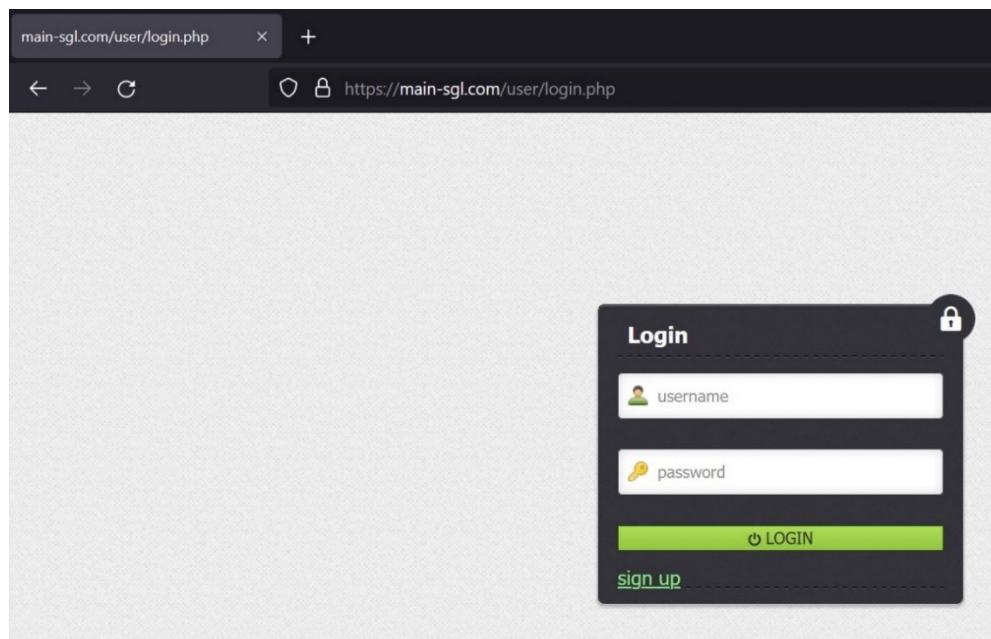 main-sgl.com/user/login.php
https://main-sgl.com/user/login.php
Login
username
password
LOGIN
sign up